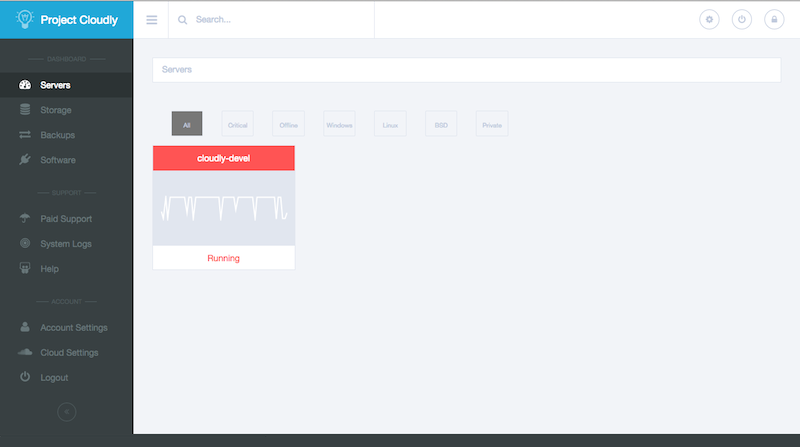 Project Cloudly
Search...
DASHBOARD
Servers
Storage
Backups
Software
SUPPORT
Paid Support
System Logs
Help
ACCOUNT
Account Settings
Cloud Settings
Logout
Servers
All
Critical
Offline
Windows
Linux
BSD
Private
cloudly-devel
Running